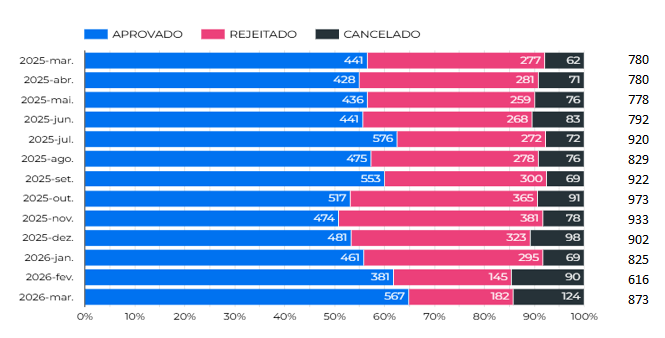 APROVADO REJEITADO CANCELADO
2025-mar. 441 277 62 780
2025-abr. 428 281 71 780
2025-mai. 436 259 76 778
2025-jun. 441 268 83 792
2025-jul. 576 272 72 920
2025-ago. 475 278 76 829
2025-set. 553 300 69 922
2025-out. 517 365 91 973
2025-nov. 474 381 78 933
2025-dez. 481 323 98 902
2026-jan. 461 295 69 825
2026-fev. 381 145 90 616
2026-mar. 567 182 124 873
0% 10% 20% 30% 40% 50% 60% 70% 80% 90% 100%